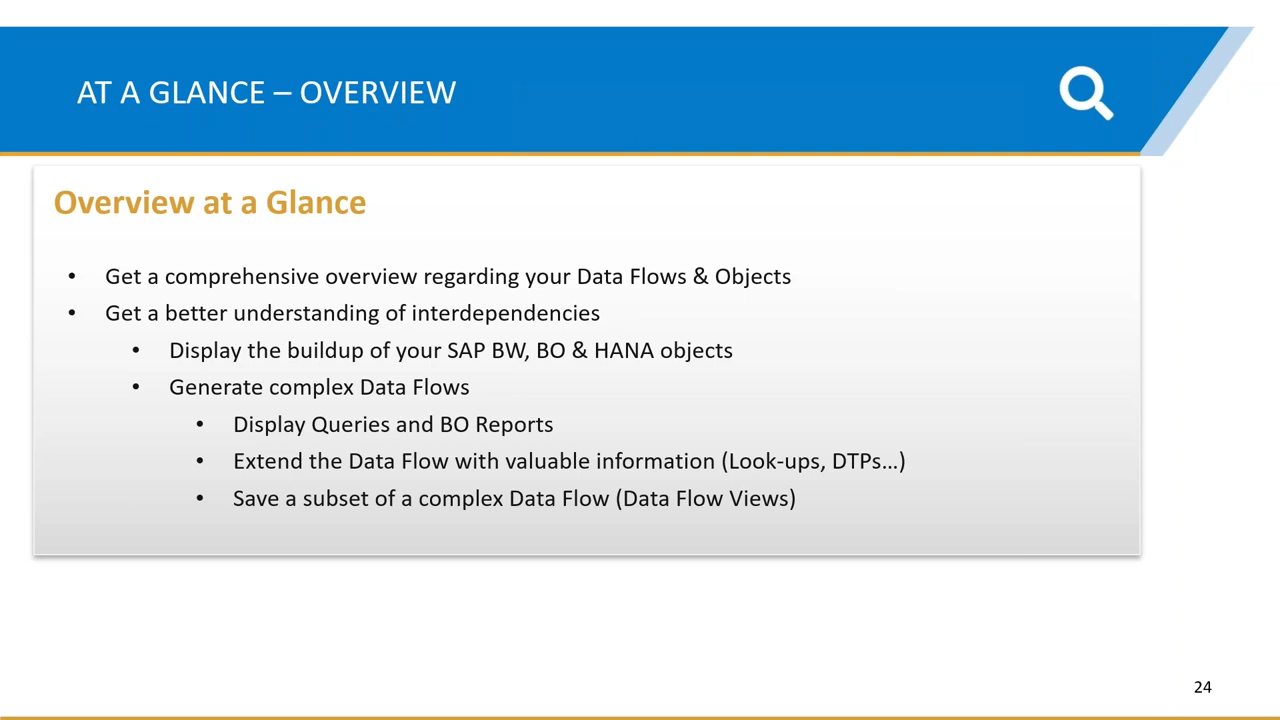 AT A GLANCE – OVERVIEW
Overview at a Glance
• Get a comprehensive overview regarding your Data Flows & Objects
• Get a better understanding of interdependencies
• Display the buildup of your SAP BW, BO & HANA objects
• Generate complex Data Flows
• Display Queries and BO Reports
• Extend the Data Flow with valuable information (Look-ups, DTPs…)
• Save a subset of a complex Data Flow (Data Flow Views)
24